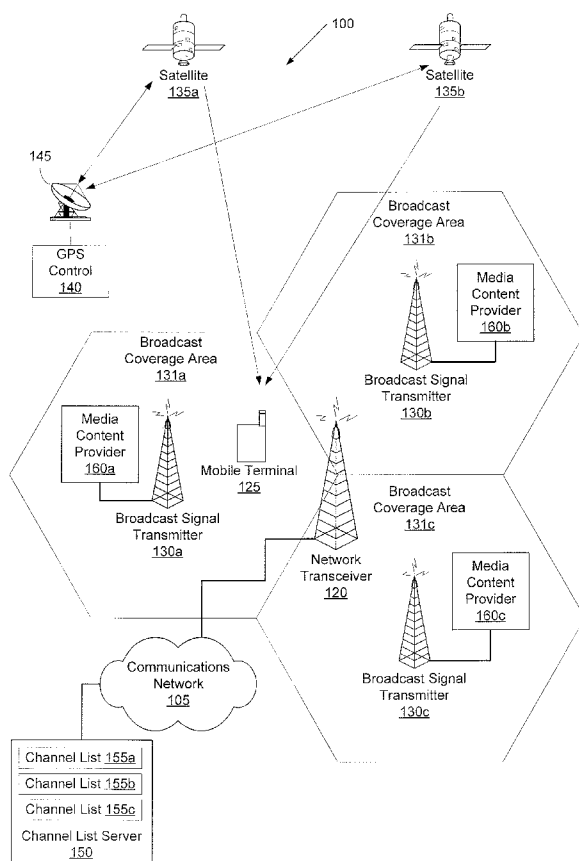 100
Satellite
135a
Satellite
135b
145
GPS
Control
140
Broadcast
Coverage Area
131b
Media
Content
Provider
160b
Broadcast Signal
Transmitter
130b
Broadcast
Coverage Area
131a
Media
Content
Provider
160a
Broadcast Signal
Transmitter
130a
Mobile Terminal
125
Network
Transceiver
120
Broadcast
Coverage Area
131c
Media
Content
Provider
160c
Broadcast Signal
Transmitter
130c
Communications
Network
105
Channel List 155a
Channel List 155b
Channel List 155c
Channel List Server
150